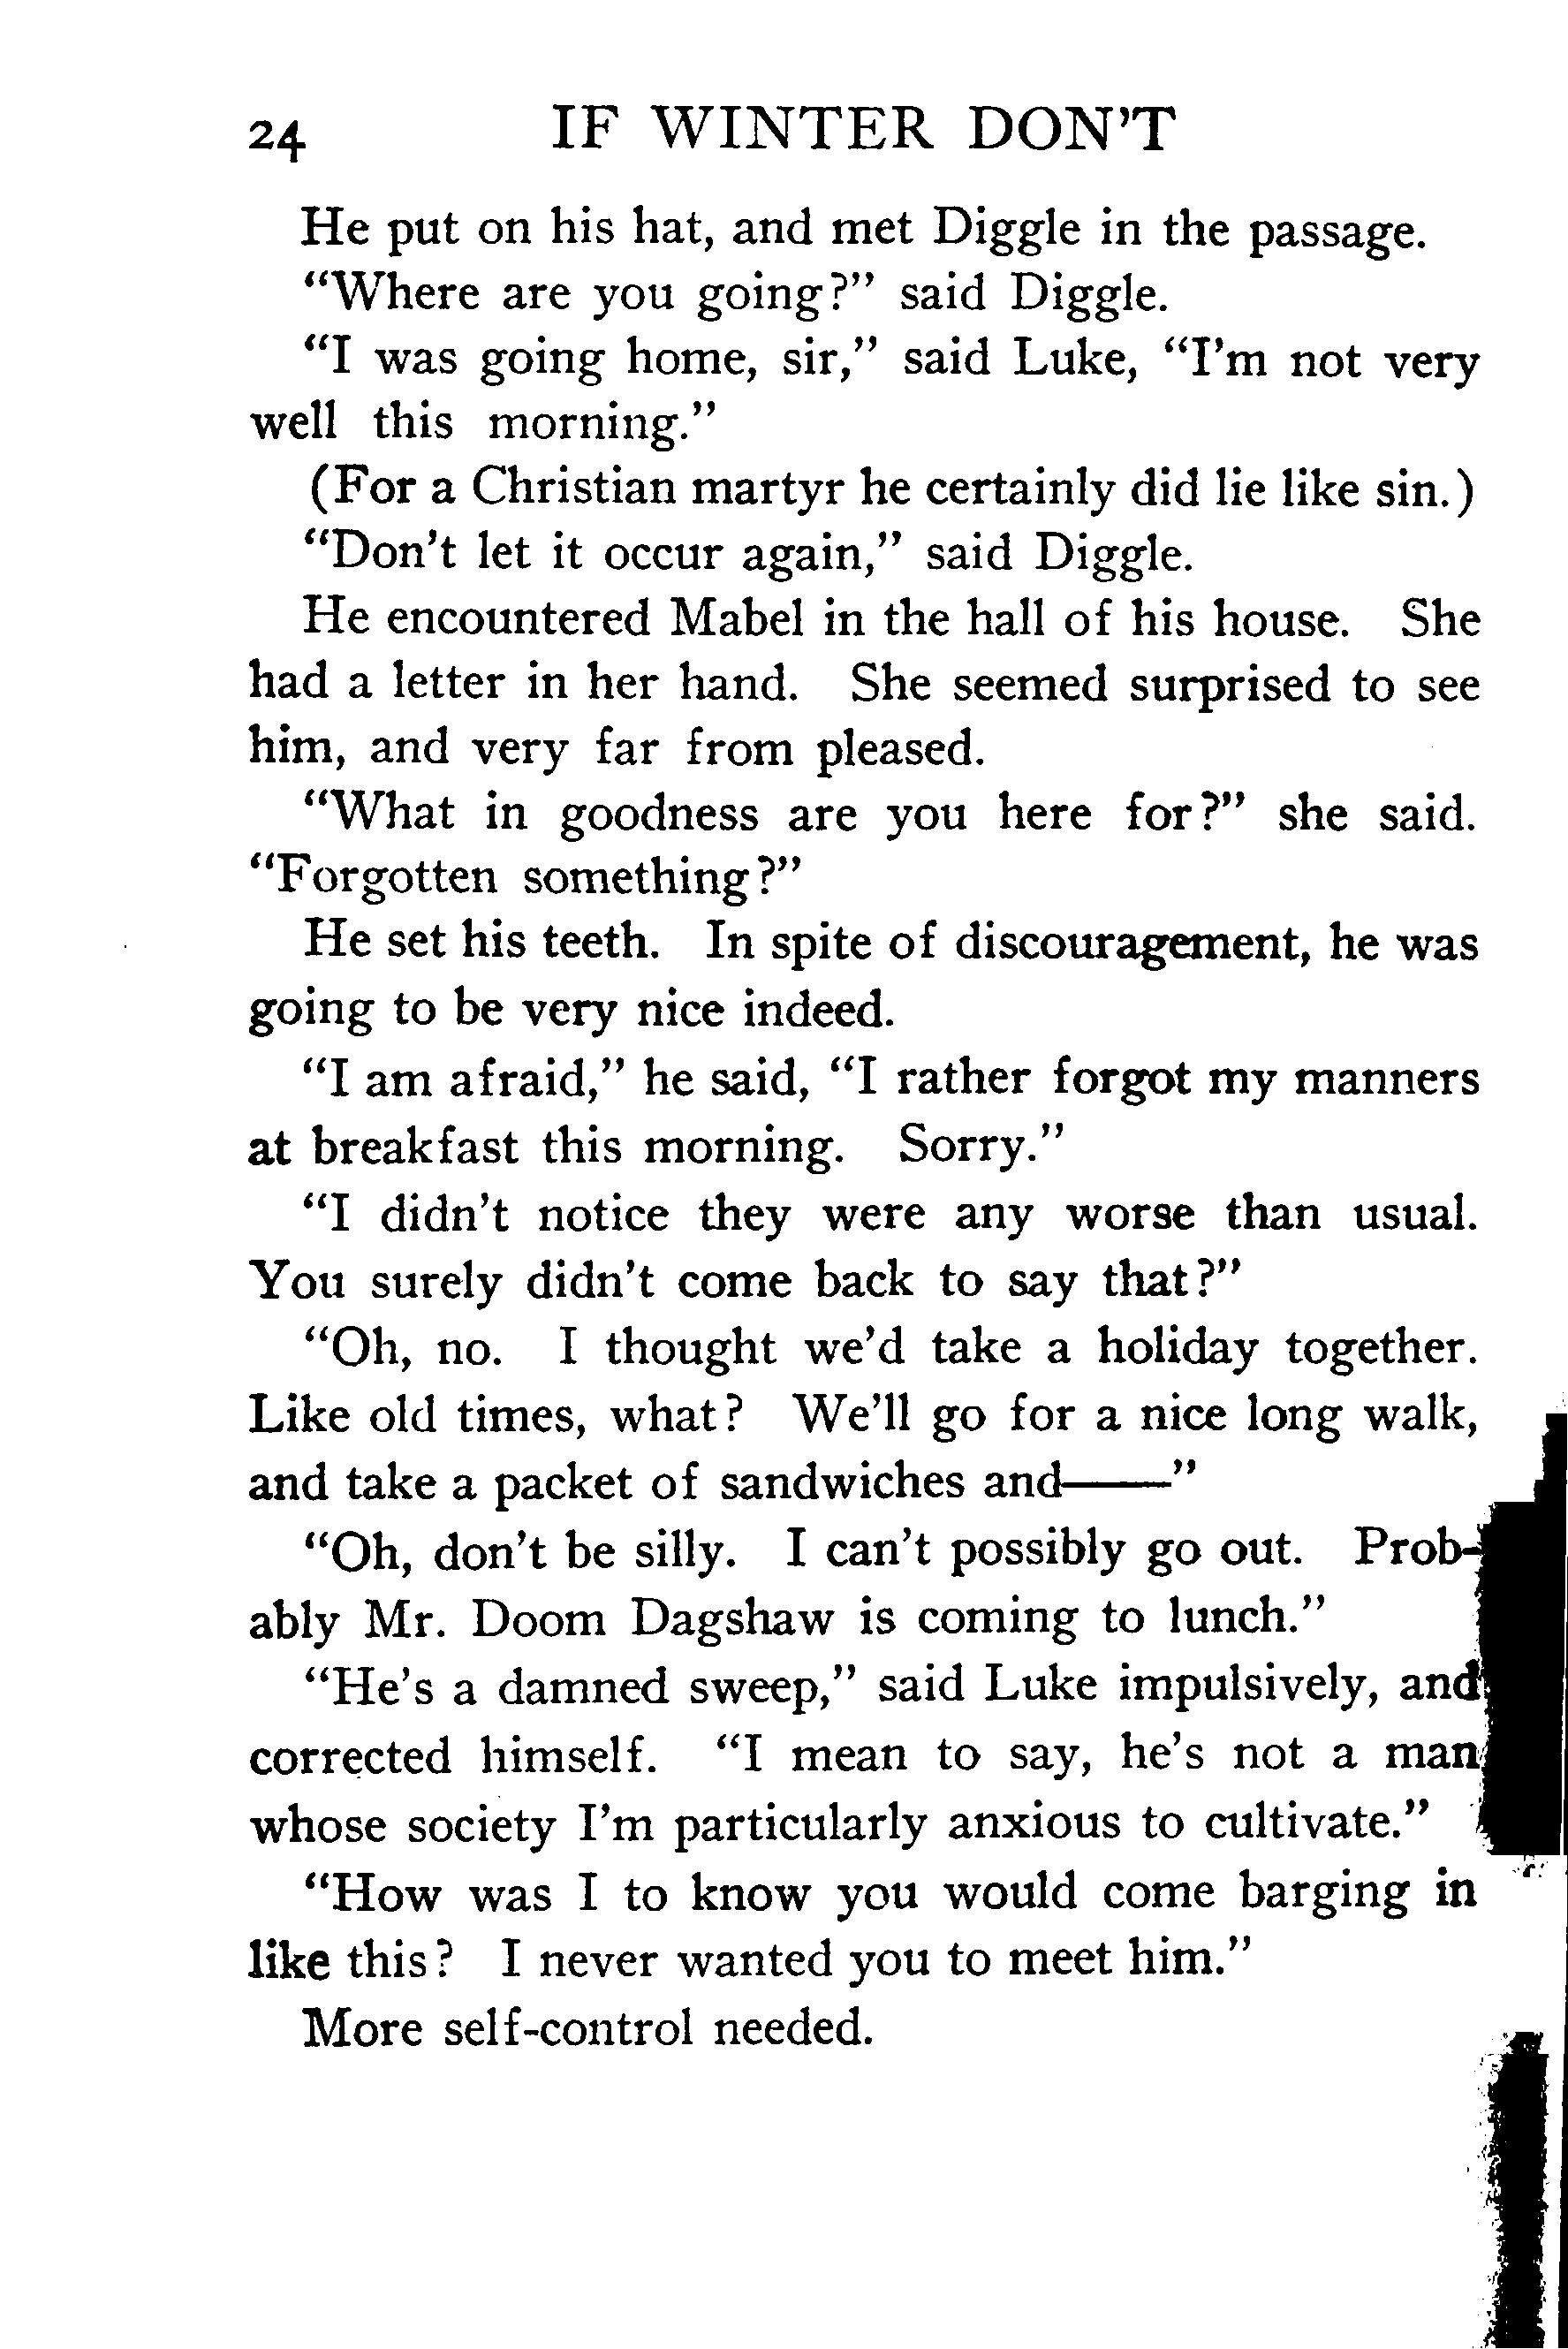 24 IF WINTER DON'T
He put on his hat, and met Diggle in the passage.
"Where are you going?" said Diggle.
"I was going home, sir," said Luke, "I'm not very
well this morning."
(For a Christian martyr he certainly did lie like sin.)
"Don't let it occur again," said Diggle.
He encountered Mabel in the hall of his house. She
had a letter in her hand. She seemed surprised to see
him, and very far from pleased.
"What in goodness are you here for?" she said.
"Forgotten something?"
He set his teeth. In spite of discouragement, he was
going to be very nice indeed.
"I am afraid," he said, "I rather forgot my manners
at breakfast this morning. Sorry."
"I didn't notice they were any worse than usual.
You surely didn't come back to say that?"
"Oh, no. I thought we'd take a holiday together.
Like old times, what? We'll go for a nice long walk,
and take a packet of sandwiches and——"
"Oh, don't be silly. I can't possibly go out. Prob-
ably Mr. Doom Dagshaw is coming to lunch."
"He's a damned sweep," said Luke impulsively, and
corrected himself. "I mean to say, he's not a man
whose society I'm particularly anxious to cultivate."
"How was I to know you would come barging in
like this? I never wanted you to meet him."
More self-control needed.